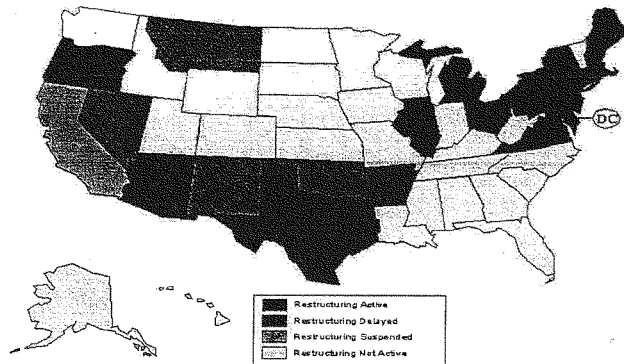 DC
Restructuring Active
Restructuring Delayed
Restructuring Suspended
Restructuring Not Active